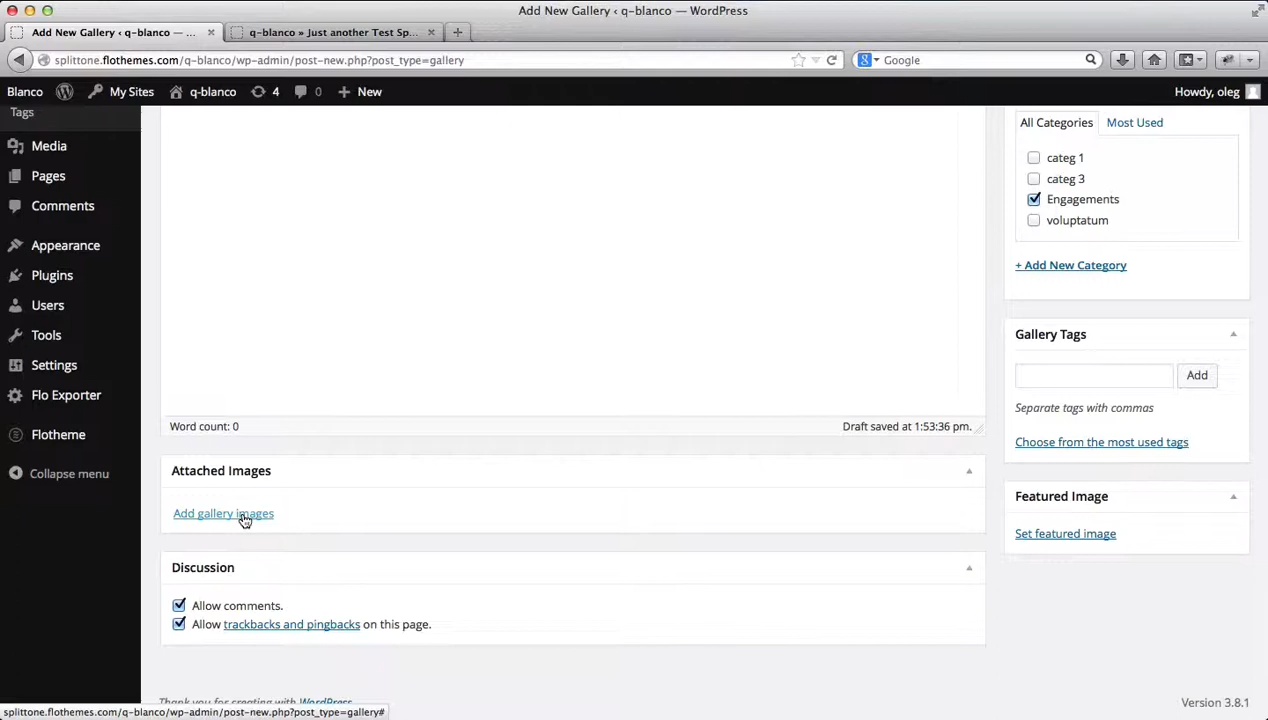 Add New Gallery ‹ q-blanco — WordPress
Add New Gallery ‹ q-blanco — ...
q-blanco » Just another Test Sp...
splittone.flothemes.com/q-blanco/wp-admin/post-new.php?post_type=gallery
Google
Blanco
My Sites
q-blanco
4
0
New
Howdy, oleg
Tags
Media
Pages
Comments
Appearance
Plugins
Users
Tools
Settings
Flo Exporter
Flotheme
Collapse menu
Word count: 0
Draft saved at 1:53:36 pm.
Attached Images
Add gallery images
Discussion
Allow comments.
Allow trackbacks and pingbacks on this page.
Thank you for creating with WordPress
Version 3.8.1
All Categories
Most Used
categ 1
categ 3
Engagements
voluptatum
+ Add New Category
Gallery Tags
Add
Separate tags with commas
Choose from the most used tags
Featured Image
Set featured image
splittone.flothemes.com/q-blanco/wp-admin/post-new.php?post_type=gallery#